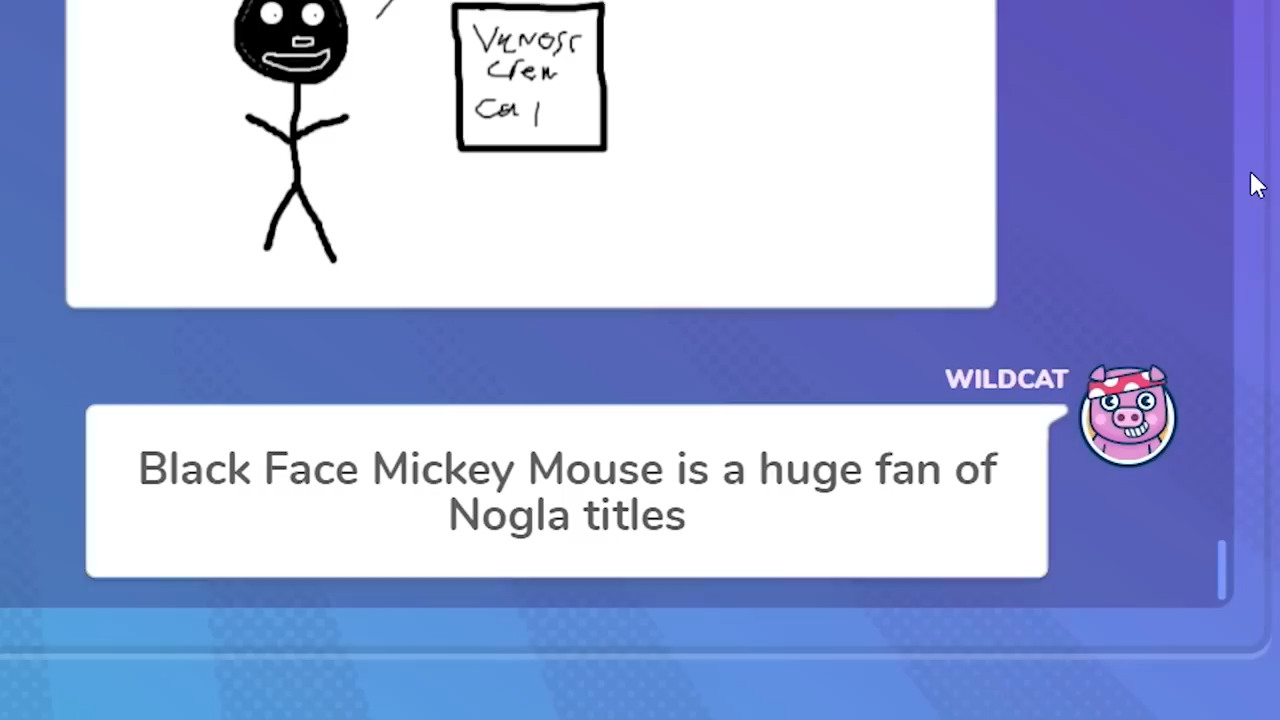 Vanoss
Crew
WILDCAT
Black Face Mickey Mouse is a huge fan of
Nogla titles